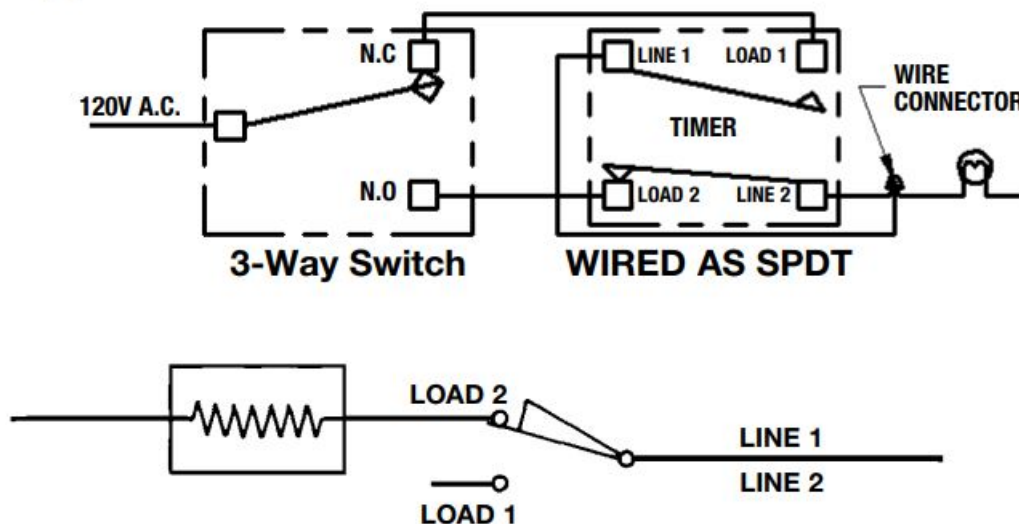 N.C
LINE 1
LOAD 1
WIRE
CONNECTOR
120V A.C.
TIMER
N.O
LOAD 2
LINE 2
3-Way Switch
WIRED AS SPDT
LOAD 2
LINE 1
LINE 2
LOAD 1